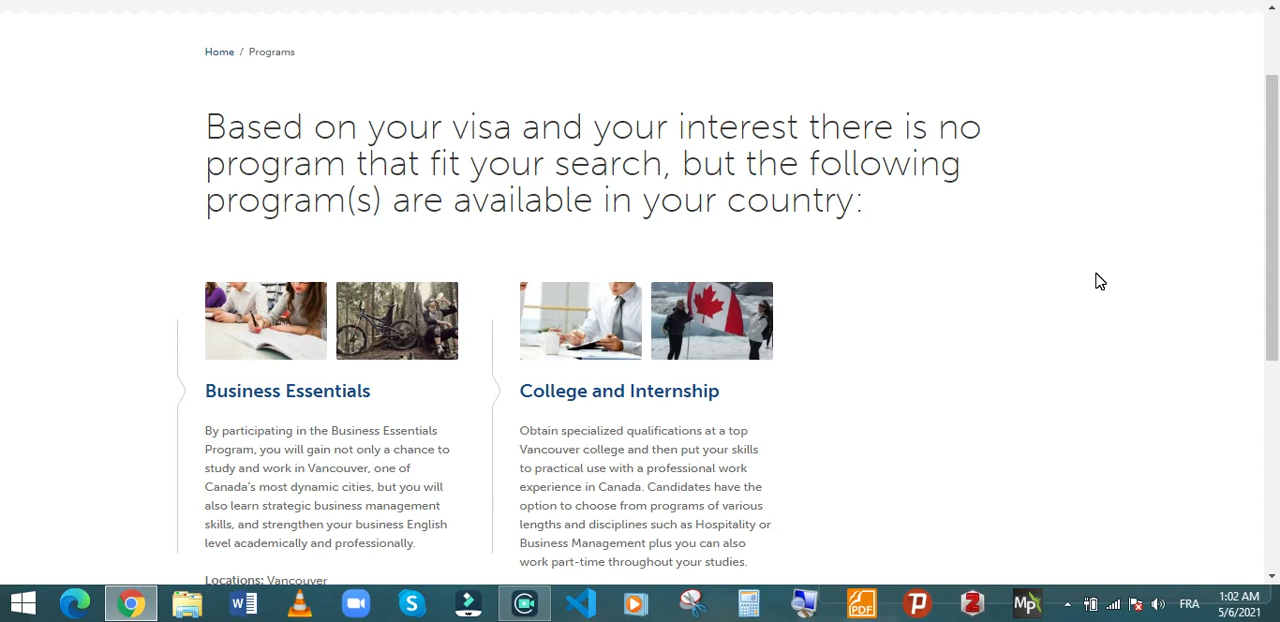 Home / Programs
Based on your visa and your interest there is no
program that fit your search, but the following
program(s) are available in your country:
Business Essentials
By participating in the Business Essentials
Program, you will gain not only a chance to
study and work in Vancouver, one of
Canada's most dynamic cities, but you will
also learn strategic business management
skills, and strengthen your business English
level academically and professionally.
Locations: Vancouver
College and Internship
Obtain specialized qualifications at a top
Vancouver college and then put your skills
to practical use with a professional work
experience in Canada. Candidates have the
option to choose from programs of various
lengths and disciplines such as Hospitality or
Business Management plus you can also
work part-time throughout your studies.
PDF
Mp
FRA
1:02 AM
5/6/2021